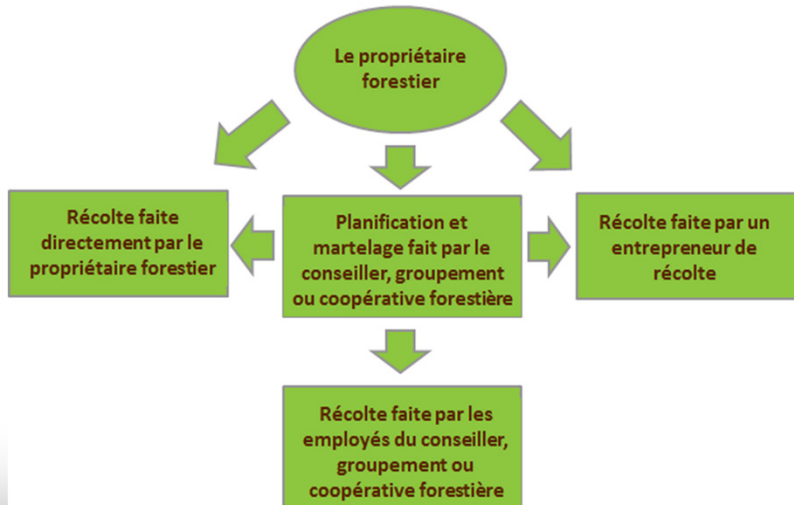 Le propriétaire
forestier
Récolte faite
directement par le
propriétaire forestier
Planification et
martelage fait par le
conseiller, groupement
ou coopérative forestière
Récolte faite par un
entrepreneur de
récolte
Récolte faite par les
employés du conseiller,
groupement ou
coopérative forestière